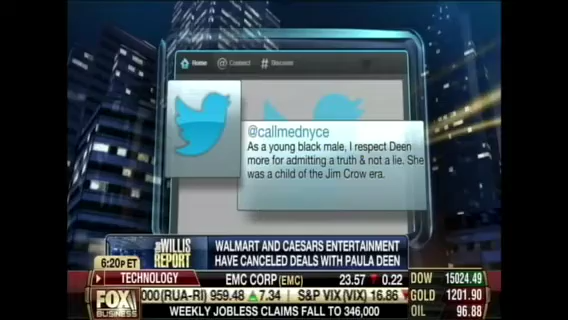 Home @ Connect # Discover
@callmednyce
As a young black male, I respect Deen
more for admitting a truth & not a lie. She
was a child of the Jim Crow era.
the WILLIS
REPORT
WALMART AND CAESARS ENTERTAINMENT
HAVE CANCELED DEALS WITH PAULA DEEN
6:20p ET
TECHNOLOGY EMC CORP (EMC) 23.57 0.22
DOW 15024.49
FOX
BUSINESS
000 (RUA-RI) 959.48 7.34 S&P VIX (VIX) 16.86
GOLD 1201.90
WEEKLY JOBLESS CLAIMS FALL TO 346,000
OIL 96.88